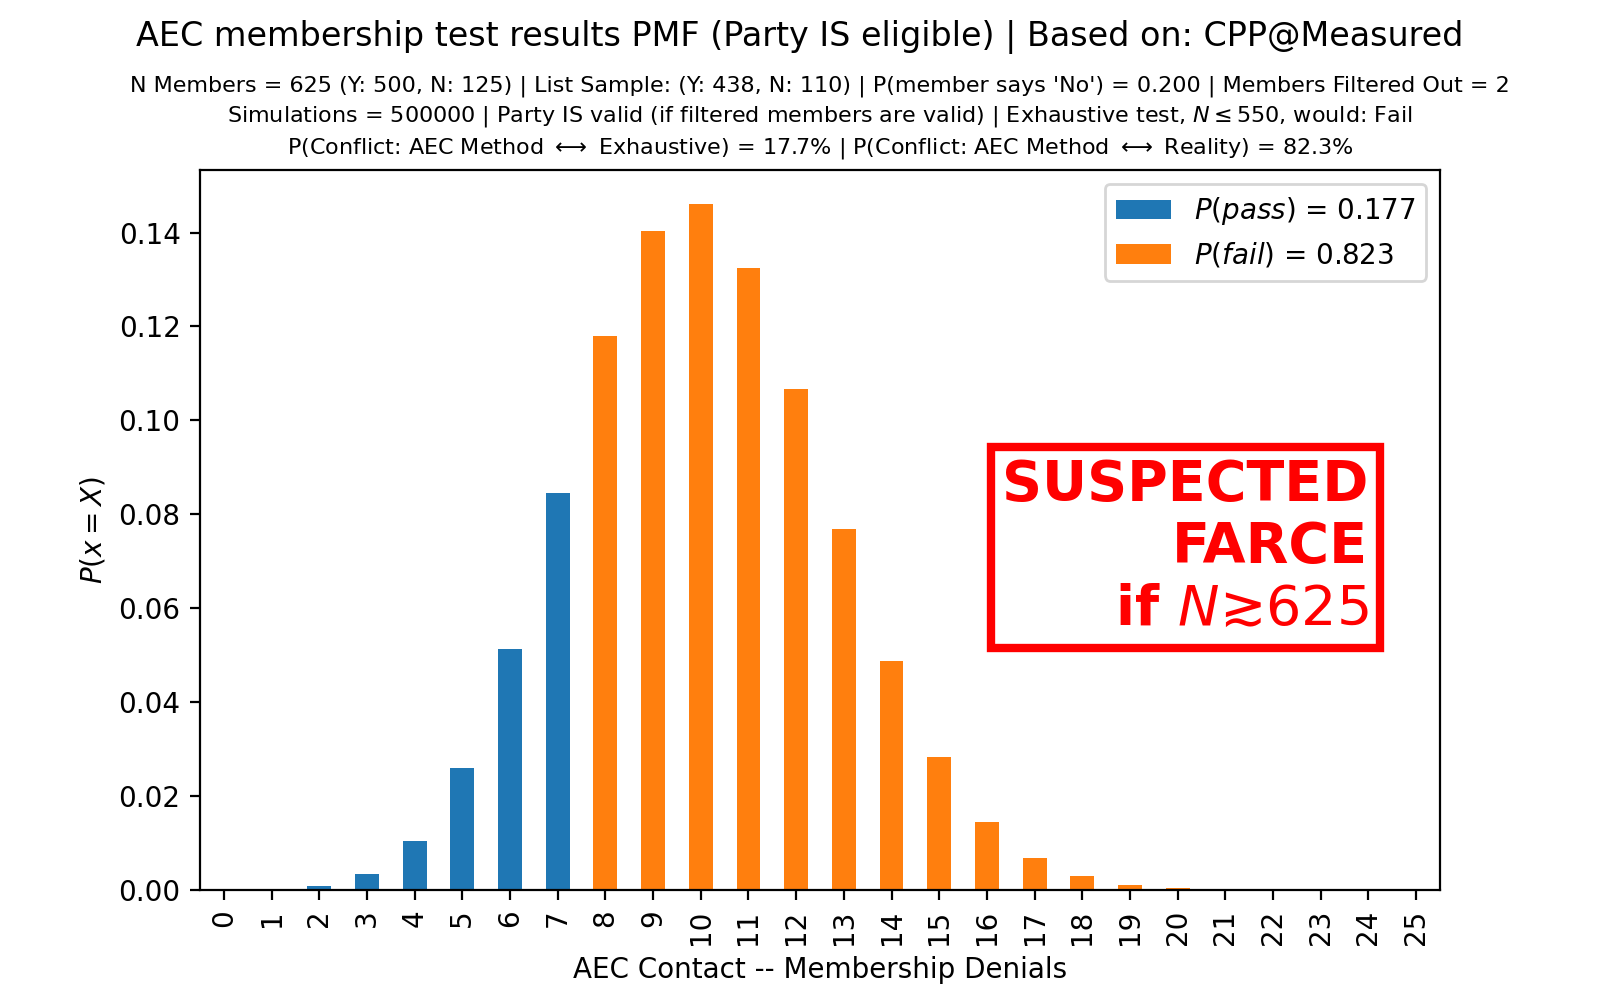 AEC membership test results PMF (Party IS eligible) | Based on: CPP@Measured
N Members = 625 (Y: 500, N: 125) | List Sample: (Y: 438, N: 110) | P(member says 'No') = 0.200 | Members Filtered Out = 2
Simulations = 500000 | Party IS valid (if filtered members are valid) | Exhaustive test, N ≤ 550, would: Fail
P(Conflict: AEC Method ⟷ Exhaustive) = 17.7% | P(Conflict: AEC Method ⟷ Reality) = 82.3%
P(pass) = 0.177
P(fail) = 0.823
0.14
0.12
0.10
0.08
0.06
0.04
0.02
0.00
P(x = X)
SUSPECTED
FARCE
if N≳625
0 1 2 3 4 5 6 7 8 9 10 11 12 13 14 15 16 17 18 19 20 21 22 23 24 25
AEC Contact -- Membership Denials